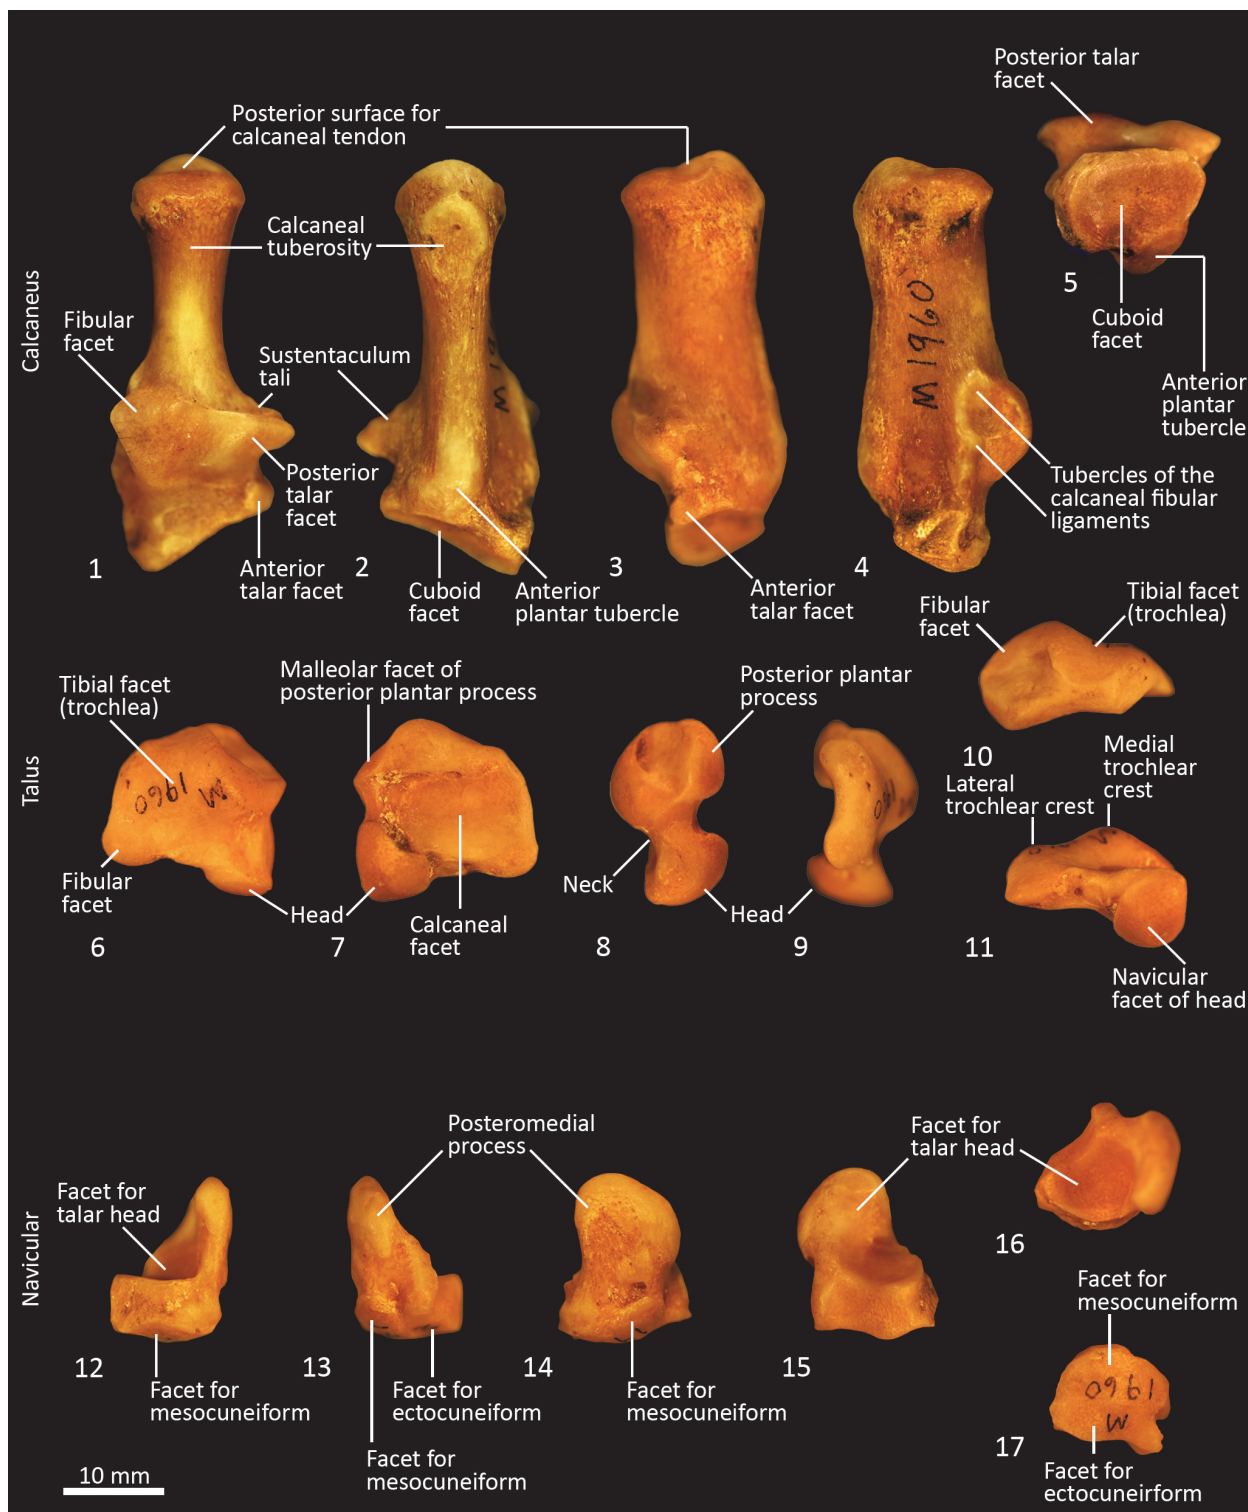 Posterior talar
facet
Posterior surface for
calcaneal tendon
Calcaneal
tuberosity
Calcaneus
5
Cuboid
facet
Fibular
facet
Sustentaculum
tali
M 1960
M 19
Anterior
plantar
tubercle
Posterior
talar
facet
Tubercles of the
calcaneal fibular
ligaments
1
2
3
4
Anterior
talar facet
Cuboid
facet
Anterior
plantar tubercle
Anterior
talar facet
Fibular
facet
Tibial facet
(trochlea)
Tibial facet
(trochlea)
Malleolar facet of
posterior plantar process
Posterior plantar
process
10
Medial
trochlear
crest
Talus
M 1960
Lateral
trochlear crest
Fibular
facet
Head
Calcaneal
facet
Neck
Head
6
7
8
9
11
Navicular
facet of head
Posteromedial
process
Facet for
talar head
Facet for
talar head
16
Navicular
Facet for
mesocuneiform
12
13
14
15
Facet for
mesocuneiform
Facet for
ectocuneiform
Facet for
mesocuneiform
1960
M
17
Facet for
mesocuneiform
Facet for
ectocuneirform
10 mm